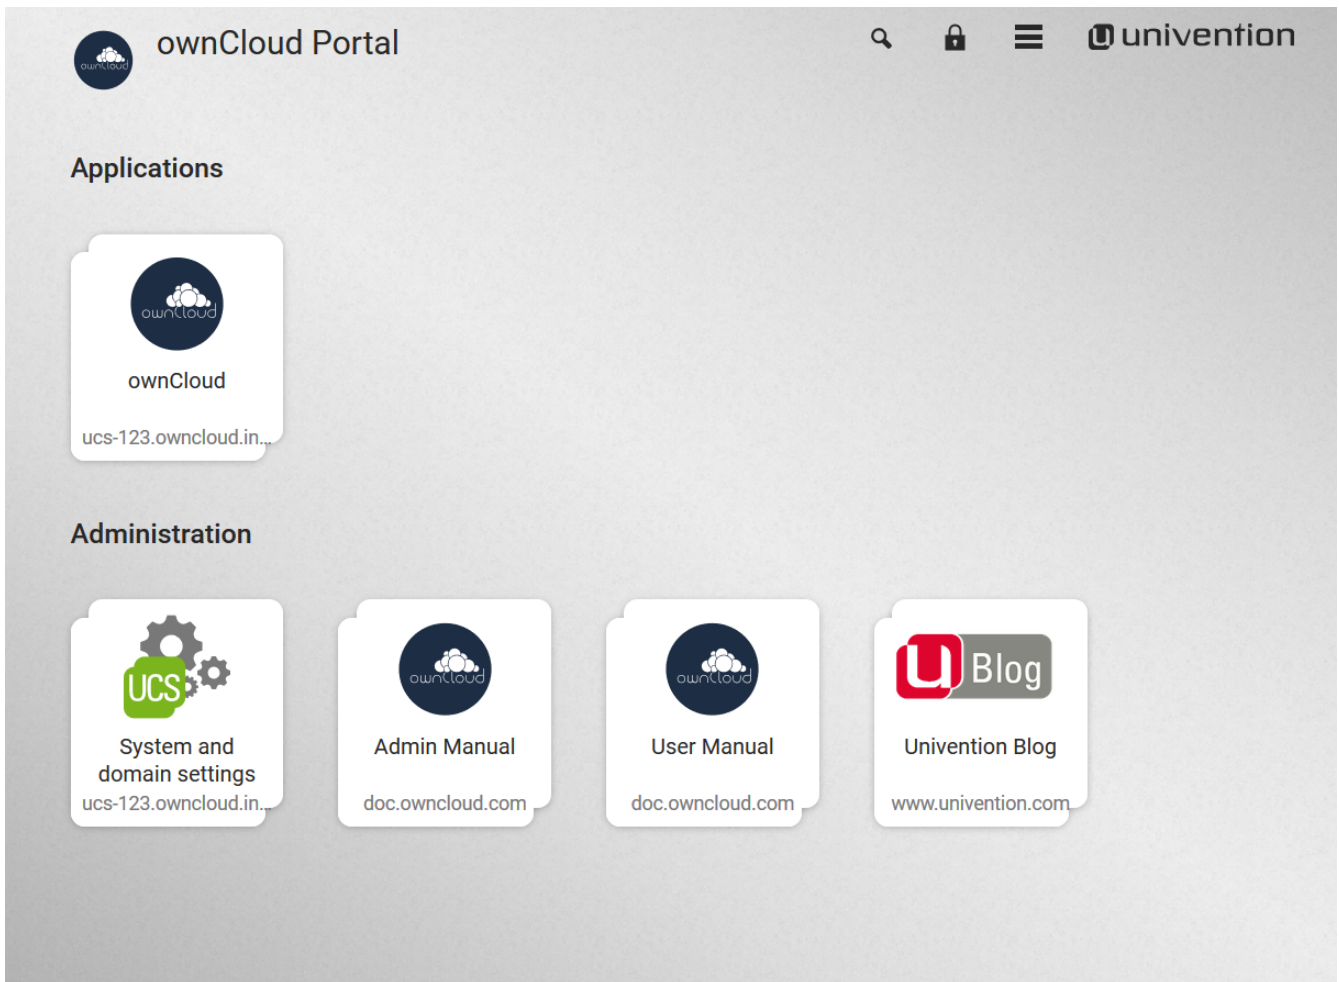 ownCloud
ownCloud Portal
univention
Applications
ownCloud
ownCloud
ucs-123.owncloud.in...
Administration
UCS
System and
domain settings
ucs-123.owncloud.in...
ownCloud
Admin Manual
doc.owncloud.com
ownCloud
User Manual
doc.owncloud.com
u Blog
Univention Blog
www.univention.com